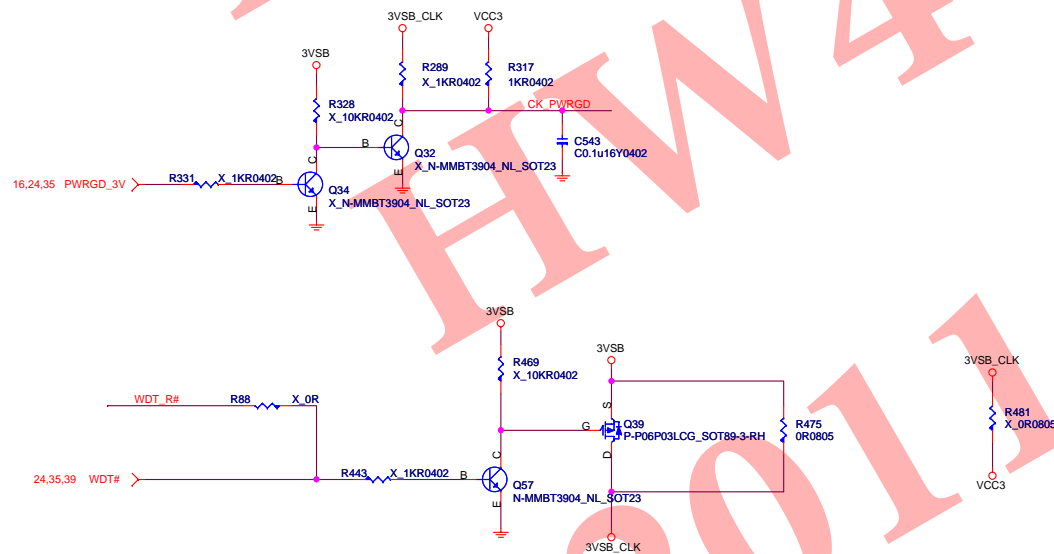 3VSB_CLK
VCC3
3VSB
R289
X_1KR0402
R317
1KR0402
R328
X_10KR0402
CK_PWRGD
C
B
E
Q32
X_N-MMBT3904_NL_SOT23
C543
C0.1u16Y0402
16,24,35 PWRGD_3V
R331
X_1KR0402
B
C
E
Q34
X_N-MMBT3904_NL_SOT23
3VSB
R469
X_10KR0402
3VSB
3VSB_CLK
WDT_R#
R88
X_0R
G
S
D
Q39
P-P06P03LCG_SOT89-3-RH
R475
0R0805
R481
X_0R0805
24,35,39 WDT#
R443
X_1KR0402
B
C
E
Q57
N-MMBT3904_NL_SOT23
VCC3
3VSB_CLK
HW4
2011